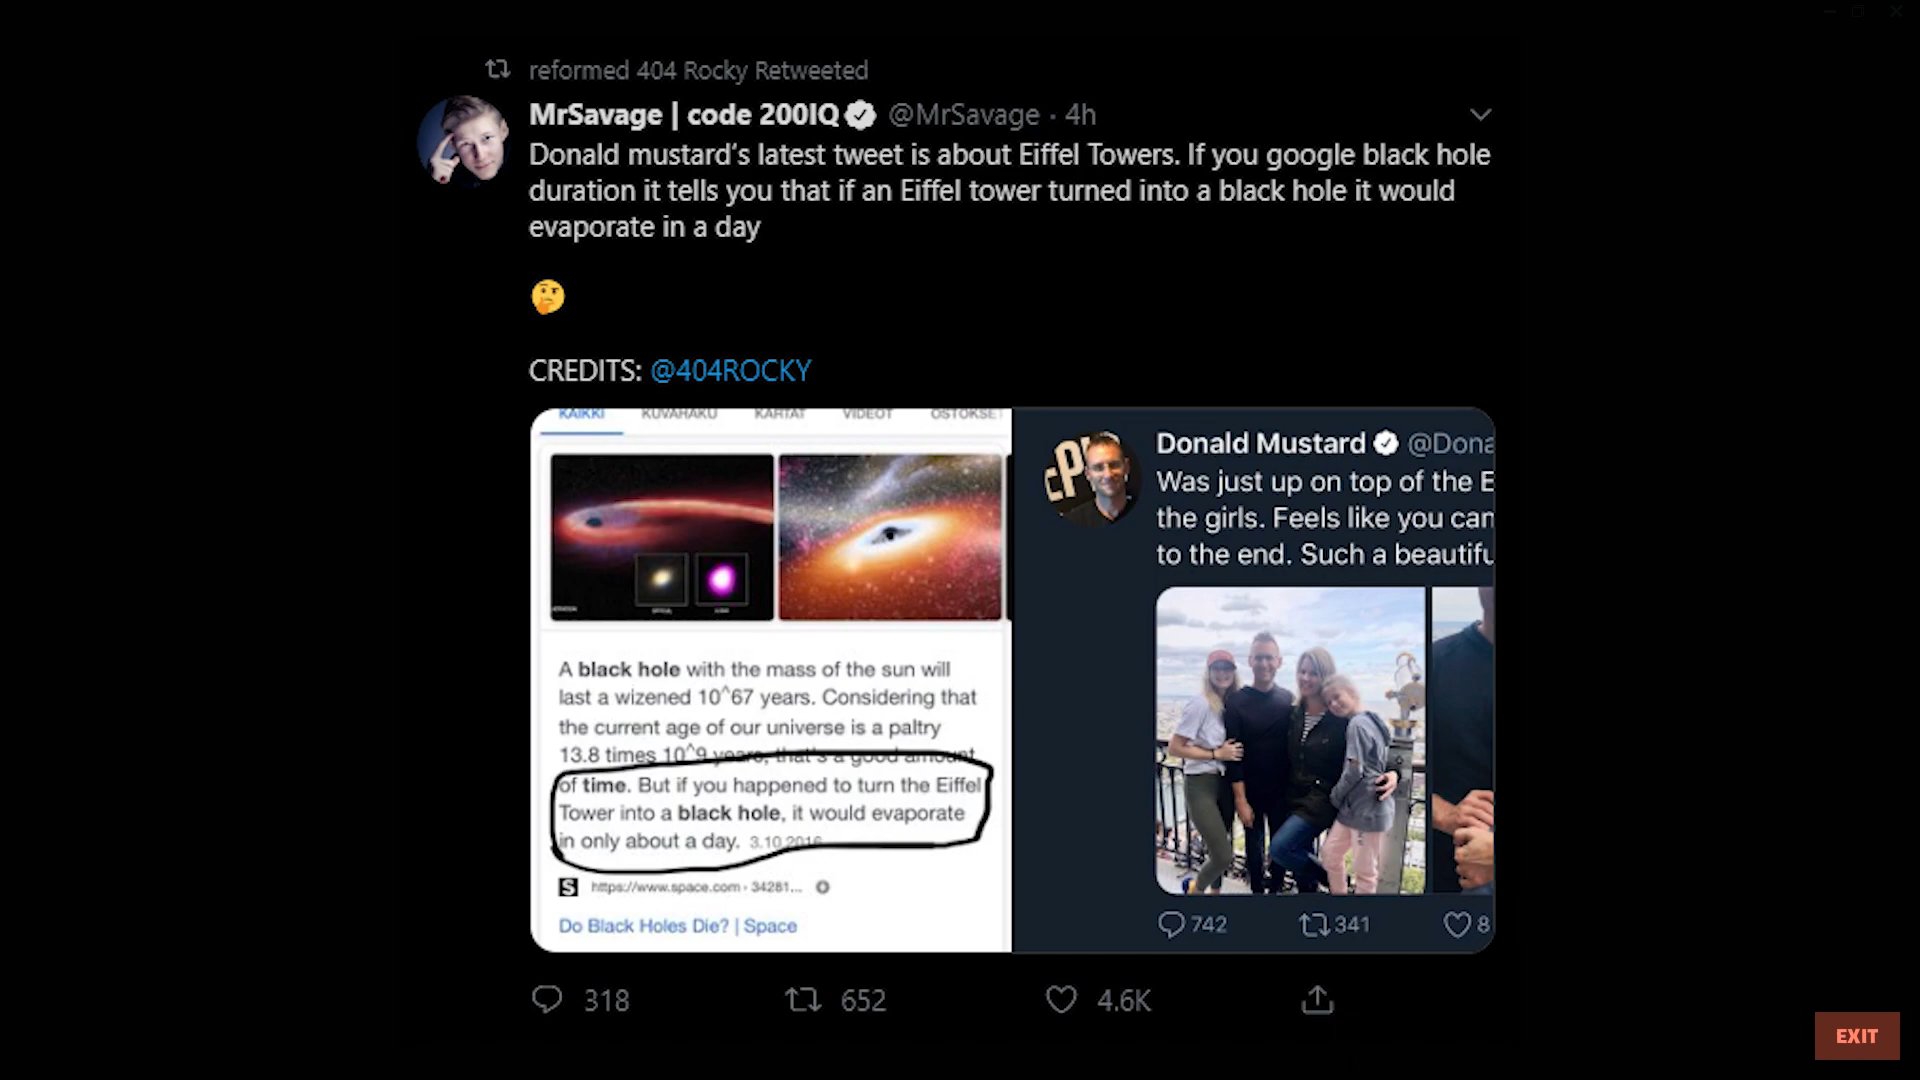 reformed 404 Rocky Retweeted
MrSavage | code 200IQ @MrSavage · 4h
Donald mustard's latest tweet is about Eiffel Towers. If you google black hole
duration it tells you that if an Eiffel tower turned into a black hole it would
evaporate in a day
🤔
CREDITS: @404ROCKY
KAIKKI KUVAHAKU KARTAT VIDEOT OSTOKSET
A black hole with the mass of the sun will
last a wizened 10^67 years. Considering that
the current age of our universe is a paltry
13.8 times 10^9 years, that's a good amount
of time. But if you happened to turn the Eiffel
Tower into a black hole, it would evaporate
in only about a day. 3.10.2016
S https://www.space.com › 34281...
Do Black Holes Die? | Space
Donald Mustard @Dona
Was just up on top of the E
the girls. Feels like you can
to the end. Such a beautifu
742 341 8
318 652 4.6K
EXIT